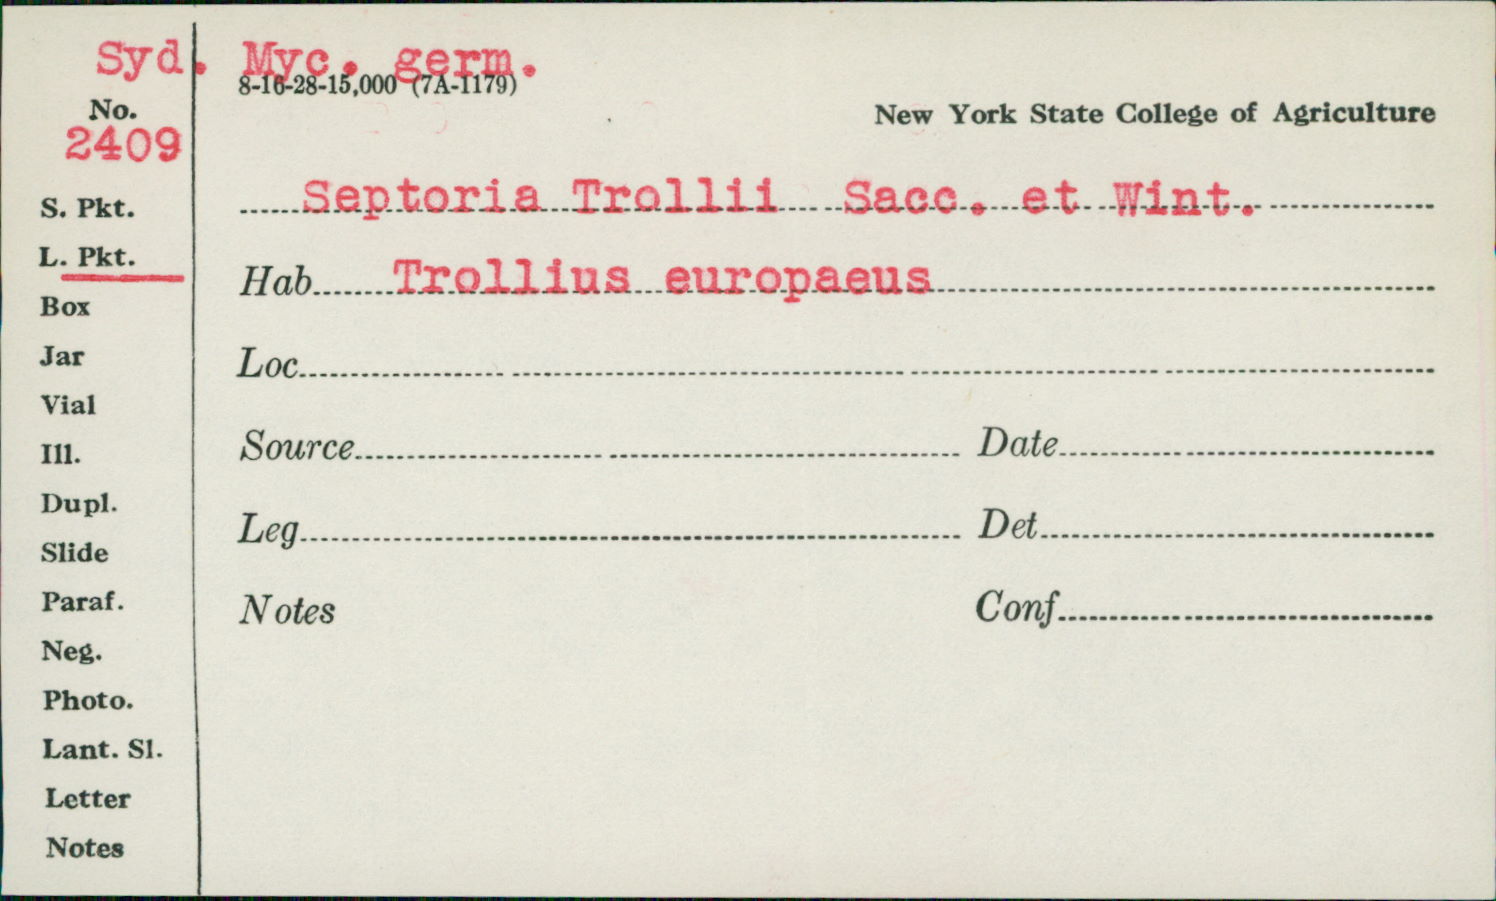 Syd. Myc. germ.
8-16-28-15,000 (7A-1179)
No.
2409
New York State College of Agriculture
S. Pkt.
L. Pkt.
Box
Jar
Vial
Ill.
Dupl.
Slide
Paraf.
Neg.
Photo.
Lant. Sl.
Letter
Notes
Septoria Trollii Sacc. et Wint.
Hab Trollius europaeus
Loc
Source Date
Leg Det
Notes Conf